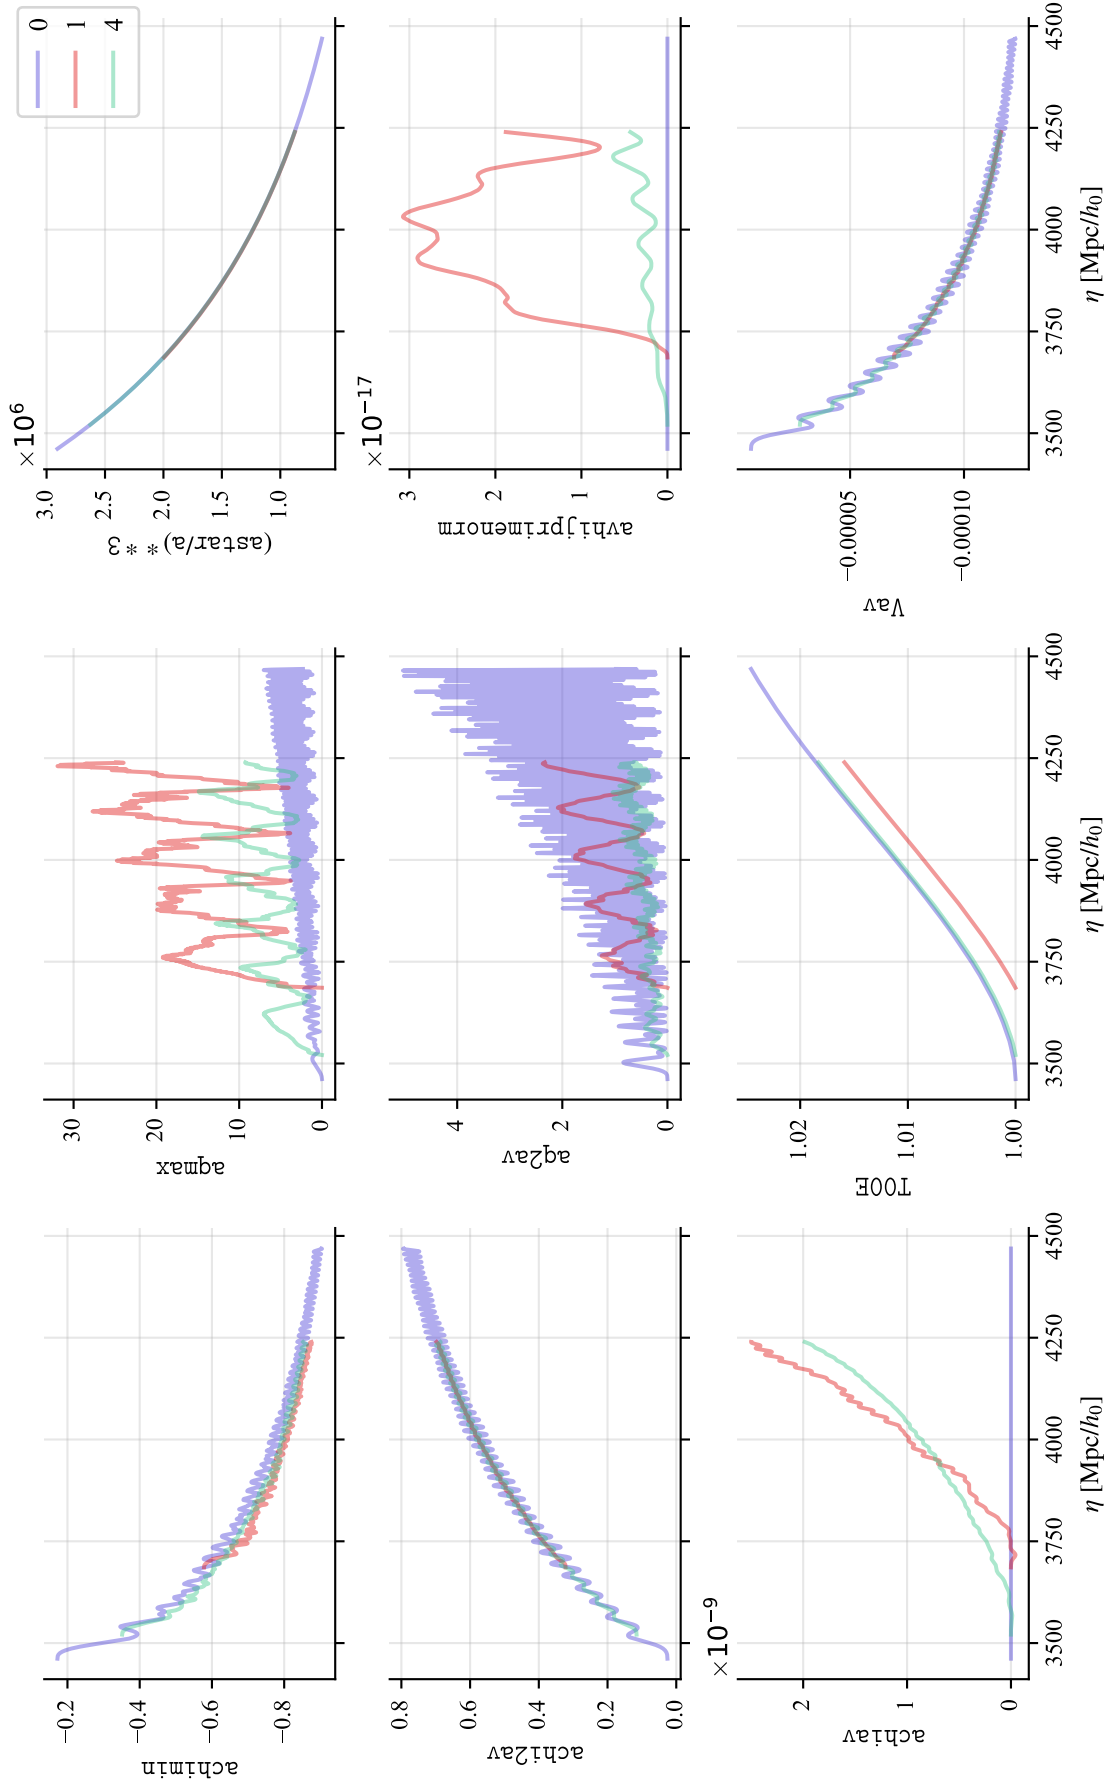 achimin
−0.2
−0.4
−0.6
−0.8
aqmax
30
20
10
0
×10⁶
(astar/a)**3
3.0
2.5
2.0
1.5
1.0
0
1
4
achi2av
0.8
0.6
0.4
0.2
0.0
aq2av
4
2
0
×10⁻¹⁷
avhijprimenorm
3
2
1
0
×10⁻⁹
achiav
2
1
0
3500 3750 4000 4250 4500
η [Mpc/h₀]
T00E
1.02
1.01
1.00
3500 3750 4000 4250 4500
η [Mpc/h₀]
Vav
−0.00005
−0.00010
3500 3750 4000 4250 4500
η [Mpc/h₀]